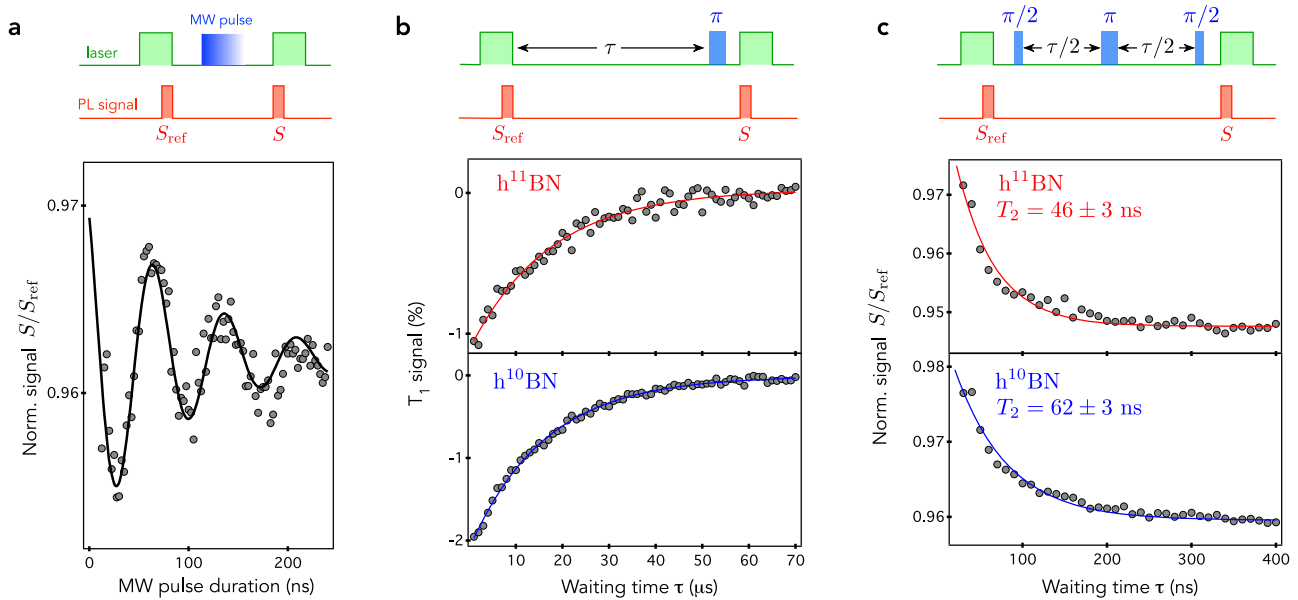 a
MW pulse
laser
PL signal
S_ref
S
Norm. signal S/S_ref
0.97
0.96
0
100
200
MW pulse duration (ns)
b
π
τ
S_ref
S
T₁ signal (%)
h¹¹BN
0
-1
h¹⁰BN
0
-1
-2
10
20
30
40
50
60
70
Waiting time τ (μs)
c
π/2
π
π/2
τ/2
τ/2
S_ref
S
Norm. signal S/S_ref
h¹¹BN
T₂ = 46 ± 3 ns
0.97
0.96
0.95
h¹⁰BN
T₂ = 62 ± 3 ns
0.98
0.97
0.96
100
200
300
400
Waiting time τ (ns)